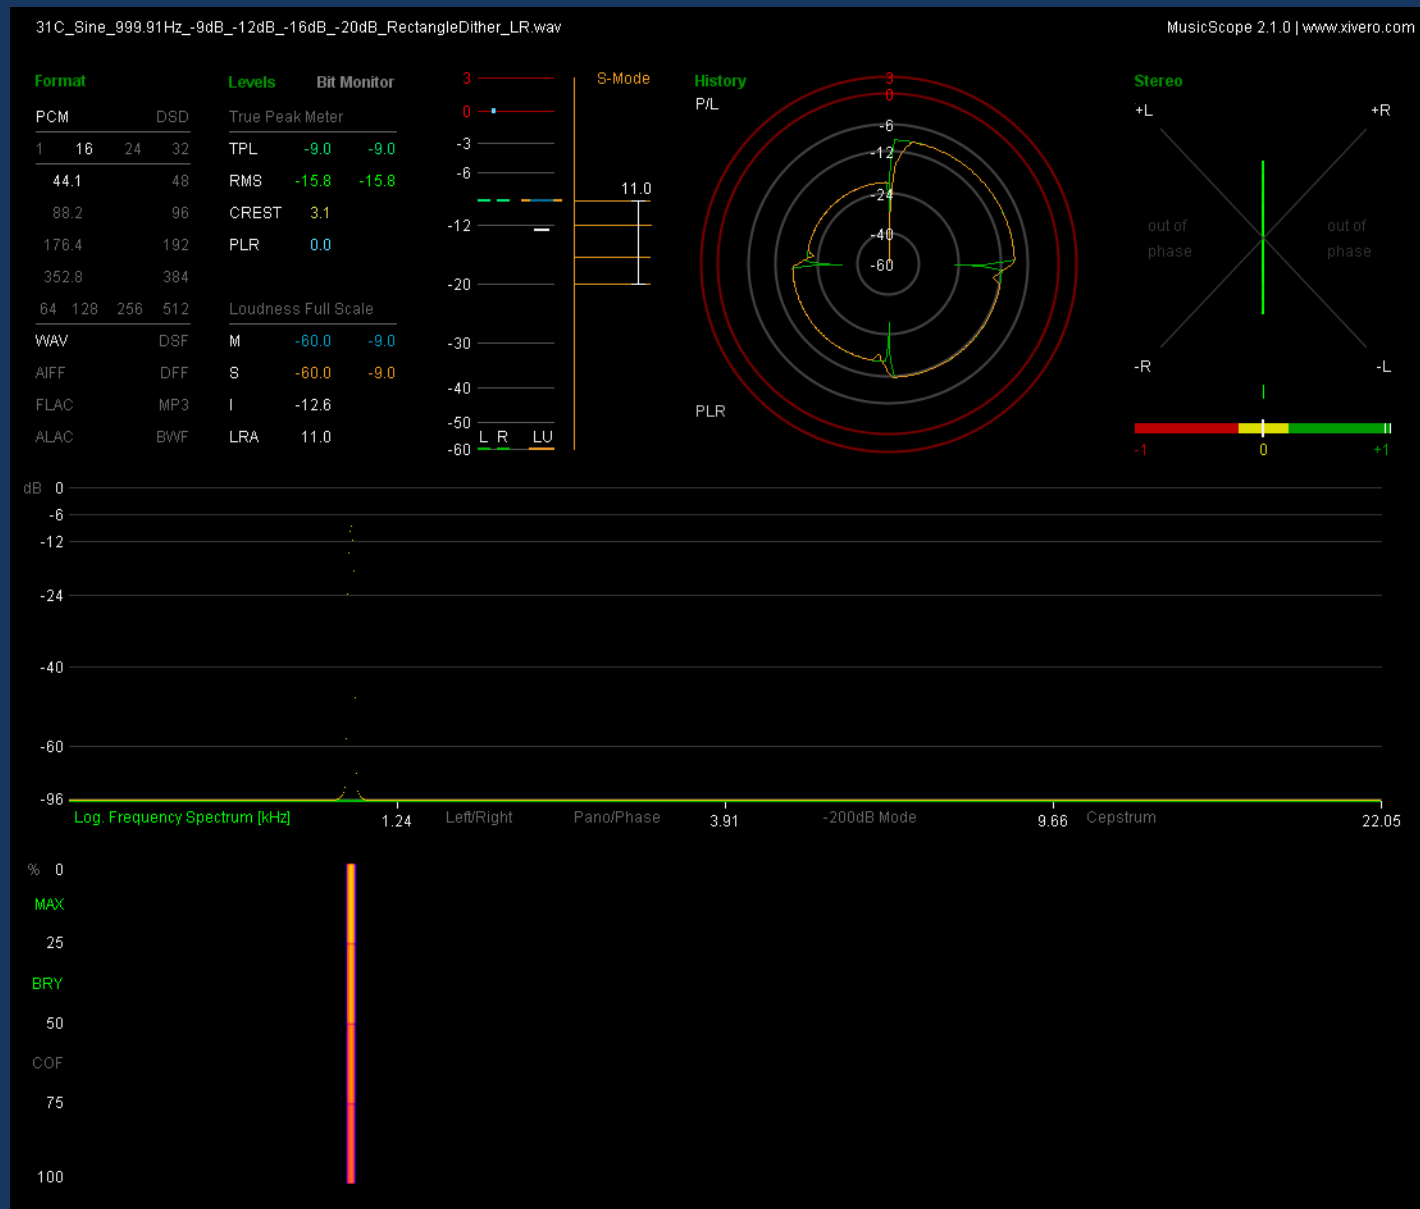 31C_Sine_999.91Hz_-9dB_-12dB_-16dB_-20dB_RectangleDither_LR.wav
MusicScope 2.1.0 | www.xivero.com
Format
PCM DSD
1 16 24 32
44.1 48
88.2 96
176.4 192
352.8 384
64 128 256 512
WAV DSF
AIFF DFF
FLAC MP3
ALAC BWF
Levels Bit Monitor
True Peak Meter
TPL -9.0 -9.0
RMS -15.8 -15.8
CREST 3.1
PLR 0.0
Loudness Full Scale
M -60.0 -9.0
S -60.0 -9.0
I -12.6
LRA 11.0
3
0
-3
-6
-12
-20
-30
-40
-50
-60
L R LU
S-Mode
11.0
History
P/L
3
0
-6
-12
-24
-40
-60
PLR
Stereo
+L +R
out of phase
out of phase
-R -L
-1 0 +1
dB 0
-6
-12
-24
-40
-60
-96
Log. Frequency Spectrum [kHz] 1.24 Left/Right Pano/Phase 3.91 -200dB Mode 9.66 Cepstrum 22.05
% 0
MAX
25
BRY
50
COF
75
100